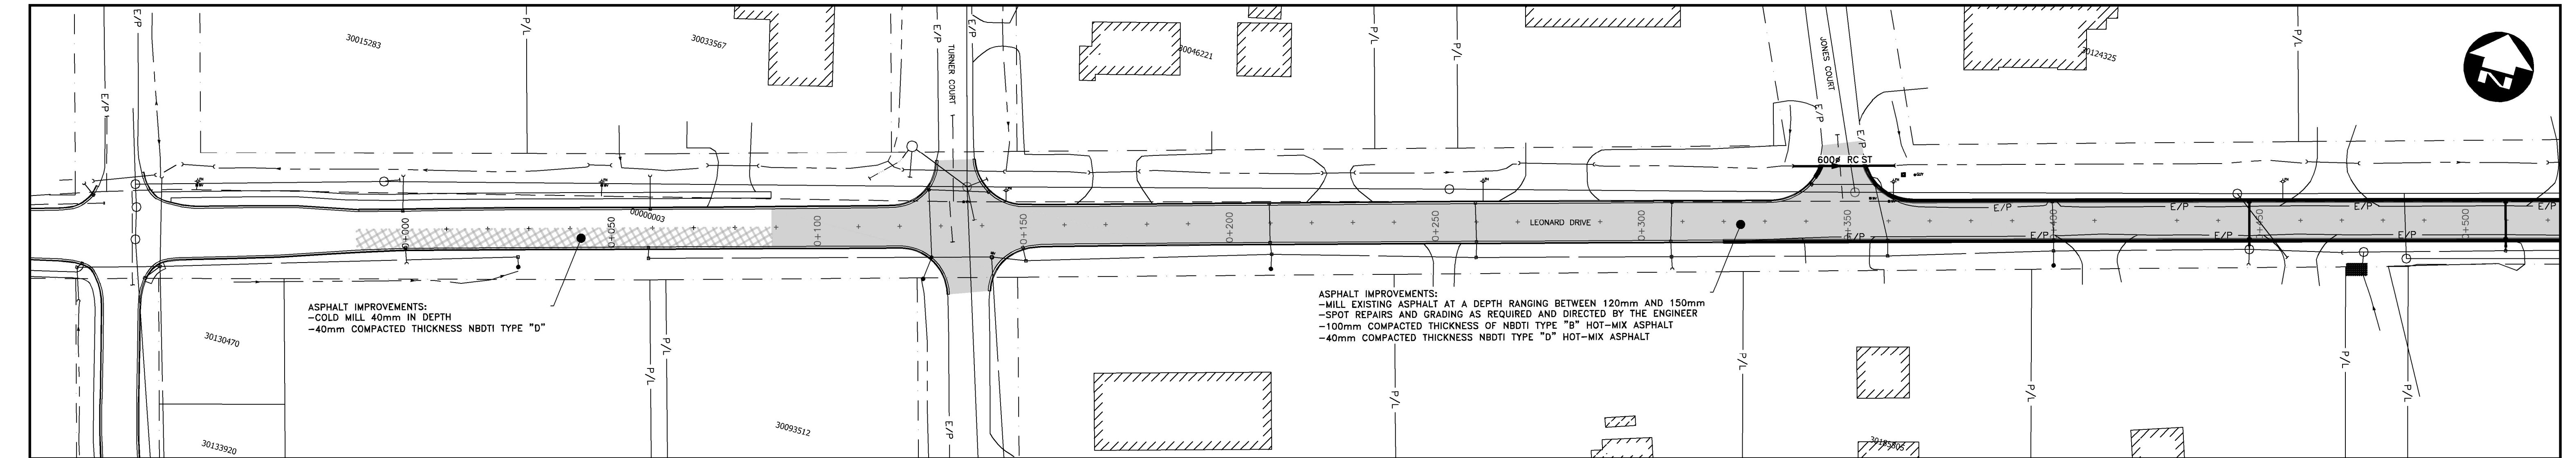 E/P
E/P
P/L
30015283
30033567
E/P
TURNER COURT
E/P
30046221
P/L
P/L
JONES COURT
E/P
E/P
30124325
P/L
N
600ø RC ST
00000003
0+000
0+050
0+100
0+150
0+200
0+250
0+300
LEONARD DRIVE
0+350
E/P
E/P
E/P
E/P
E/P
E/P
E/P
E/P
0+450
0+500
ASPHALT IMPROVEMENTS:
-COLD MILL 40mm IN DEPTH
-40mm COMPACTED THICKNESS NBDTI TYPE "D"
ASPHALT IMPROVEMENTS:
-MILL EXISTING ASPHALT AT A DEPTH RANGING BETWEEN 120mm AND 150mm
-SPOT REPAIRS AND GRADING AS REQUIRED AND DIRECTED BY THE ENGINEER
-100mm COMPACTED THICKNESS OF NBDTI TYPE "B" HOT-MIX ASPHALT
-40mm COMPACTED THICKNESS NBDTI TYPE "D" HOT-MIX ASPHALT
30130470
P/L
P/L
P/L
P/L
P/L
P/L
P/L
30133920
30093512
E/P